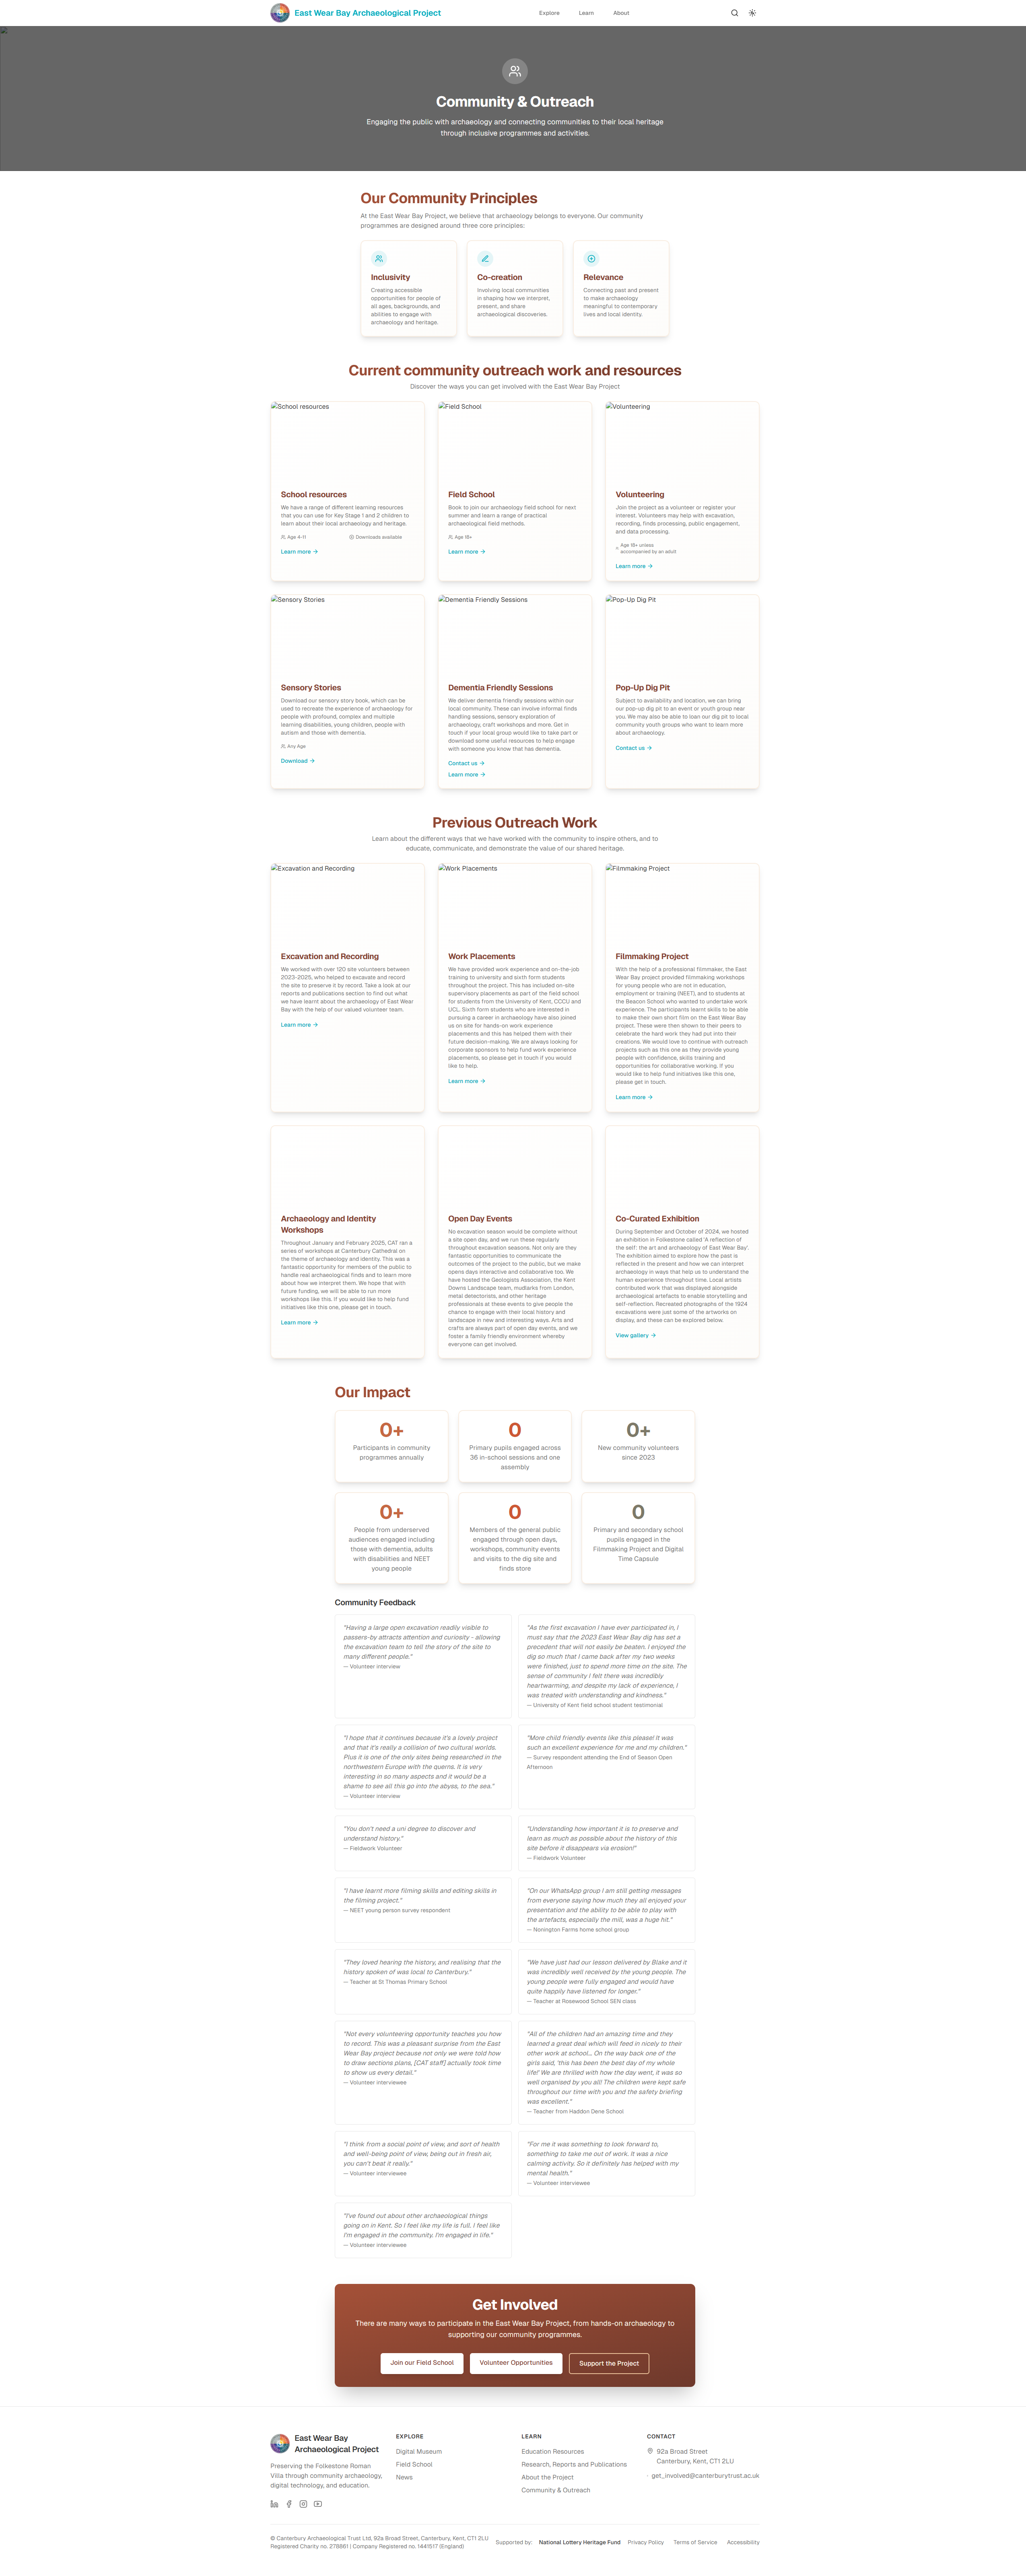 East Wear Bay Archaeological Project
Explore
Learn
About
Community & Outreach
Engaging the public with archaeology and connecting communities to their local heritage
through inclusive programmes and activities.
Our Community Principles
At the East Wear Bay Project, we believe that archaeology belongs to everyone. Our community
programmes are designed around three core principles:
Inclusivity
Creating accessible
opportunities for people of
all ages, backgrounds, and
abilities to engage with
archaeology and heritage.
Co-creation
Involving local communities
in shaping how we interpret,
present, and share
archaeological discoveries.
Relevance
Connecting past and present
to make archaeology
meaningful to contemporary
lives and local identity.
Current community outreach work and resources
Discover the ways you can get involved with the East Wear Bay Project
School resources
School resources
We have a range of different learning resources
that you can use for Key Stage 1 and 2 children to
learn about their local archaeology and heritage.
Age 4-11
Downloads available
Learn more →
Field School
Field School
Book to join our archaeology field school for next
summer and learn a range of practical
archaeological field methods.
Age 18+
Learn more →
Volunteering
Volunteering
Join the project as a volunteer or register your
interest. Volunteers may help with excavation,
recording, finds processing, public engagement,
and data processing.
Age 18+ unless
accompanied by an adult
Learn more →
Sensory Stories
Sensory Stories
Download our sensory story book, which can be
used to recreate the experience of archaeology for
people with profound, complex and multiple
learning disabilities, young children, people with
autism and those with dementia.
Any Age
Download →
Dementia Friendly Sessions
Dementia Friendly Sessions
We deliver dementia friendly sessions within our
local community. These can involve informal finds
handling sessions, sensory exploration of
archaeology, craft workshops and more. Get in
touch if your local group would like to take part or
download some useful resources to help engage
with someone you know that has dementia.
Contact us →
Learn more →
Pop-Up Dig Pit
Pop-Up Dig Pit
Subject to availability and location, we can bring
our pop-up dig pit to an event or youth group near
you. We may also be able to loan our dig pit to local
community youth groups who want to learn more
about archaeology.
Contact us →
Previous Outreach Work
Learn about the different ways that we have worked with the community to inspire others, and to
educate, communicate, and demonstrate the value of our shared heritage.
Excavation and Recording
Excavation and Recording
We worked with over 120 site volunteers between
2023-2025, who helped to excavate and record
the site to preserve it by record. Take a look at our
reports and publications section to find out what
we have learnt about the archaeology of East Wear
Bay with the help of our valued volunteer team.
Learn more →
Work Placements
Work Placements
We have provided work experience and on-the-job
training to university and sixth form students
throughout the project. This has included on-site
supervisory placements as part of the field school
for students from the University of Kent, CCCU and
UCL. Sixth form students who are interested in
pursuing a career in archaeology have also joined
us on site for hands-on work experience
placements and this has helped them with their
future decision-making. We are always looking for
corporate sponsors to help fund work experience
placements, so please get in touch if you would
like to help.
Learn more →
Filmmaking Project
Filmmaking Project
With the help of a professional filmmaker, the East
Wear Bay project provided filmmaking workshops
for young people who are not in education,
employment or training (NEET), and to students at
the Beacon School who wanted to undertake work
experience. The participants learnt skills to be able
to make their own short film on the East Wear Bay
project. These were then shown to their peers to
celebrate the hard work they had put into their
creations. We would love to continue with outreach
projects such as this one as they provide young
people with confidence, skills training and
opportunities for collaborative working. If you
would like to help fund initiatives like this one,
please get in touch.
Learn more →
Archaeology and Identity
Workshops
Throughout January and February 2025, CAT ran a
series of workshops at Canterbury Cathedral on
the theme of archaeology and identity. This was a
fantastic opportunity for members of the public to
handle real archaeological finds and to learn more
about how we interpret them. We hope that with
future funding, we will be able to run more
workshops like this. If you would like to help fund
initiatives like this one, please get in touch.
Learn more →
Open Day Events
No excavation season would be complete without
a site open day, and we run these regularly
throughout excavation seasons. Not only are they
fantastic opportunities to communicate the
outcomes of the project to the public, but we make
opens days interactive and collaborative too. We
have hosted the Geologists Association, the Kent
Downs Landscape team, mudlarks from London,
metal detectorists, and other heritage
professionals at these events to give people the
chance to engage with their local history and
landscape in new and interesting ways. Arts and
crafts are always part of open day events, and we
foster a family friendly environment whereby
everyone can get involved.
Co-Curated Exhibition
During September and October of 2024, we hosted
an exhibition in Folkestone called 'A reflection of
the self: the art and archaeology of East Wear Bay'.
The exhibition aimed to explore how the past is
reflected in the present and how we can interpret
archaeology in ways that help us to understand the
human experience throughout time. Local artists
contributed work that was displayed alongside
archaeological artefacts to enable storytelling and
self-reflection. Recreated photographs of the 1924
excavations were just some of the artworks on
display, and these can be explored below.
View gallery →
Our Impact
0+
Participants in community
programmes annually
0
Primary pupils engaged across
36 in-school sessions and one
assembly
0+
New community volunteers
since 2023
0+
People from underserved
audiences engaged including
those with dementia, adults
with disabilities and NEET
young people
0
Members of the general public
engaged through open days,
workshops, community events
and visits to the dig site and
finds store
0
Primary and secondary school
pupils engaged in the
Filmmaking Project and Digital
Time Capsule
Community Feedback
"Having a large open excavation readily visible to
passers-by attracts attention and curiosity - allowing
the excavation team to tell the story of the site to
many different people."
— Volunteer interview
"As the first excavation I have ever participated in, I
must say that the 2023 East Wear Bay dig has set a
precedent that will not easily be beaten. I enjoyed the
dig so much that I came back after my two weeks
were finished, just to spend more time on the site. The
sense of community I felt there was incredibly
heartwarming, and despite my lack of experience, I
was treated with understanding and kindness."
— University of Kent field school student testimonial
"I hope that it continues because it's a lovely project
and that it's really a collision of two cultural worlds.
Plus it is one of the only sites being researched in the
northwestern Europe with the querns. It is very
interesting in so many aspects and it would be a
shame to see all this go into the abyss, to the sea."
— Volunteer interview
"More child friendly events like this please! It was
such an excellent experience for me and my children."
— Survey respondent attending the End of Season Open
Afternoon
"You don't need a uni degree to discover and
understand history."
— Fieldwork Volunteer
"Understanding how important it is to preserve and
learn as much as possible about the history of this
site before it disappears via erosion!"
— Fieldwork Volunteer
"I have learnt more filming skills and editing skills in
the filming project."
— NEET young person survey respondent
"On our WhatsApp group I am still getting messages
from everyone saying how much they all enjoyed your
presentation and the ability to be able to play with
the artefacts, especially the mill, was a huge hit."
— Nonington Farms home school group
"They loved hearing the history, and realising that the
history spoken of was local to Canterbury."
— Teacher at St Thomas Primary School
"We have just had our lesson delivered by Blake and it
was incredibly well received by the young people. The
young people were fully engaged and would have
quite happily have listened for longer."
— Teacher at Rosewood School SEN class
"Not every volunteering opportunity teaches you how
to record. This was a pleasant surprise from the East
Wear Bay project because not only we were told how
to draw sections plans, [CAT staff] actually took time
to show us every detail."
— Volunteer interviewee
"All of the children had an amazing time and they
learned a great deal which will feed in nicely to their
other work at school... On the way back one of the
girls said, 'this has been the best day of my whole
life!' We are thrilled with how the day went, it was so
well organised by you all! The children were kept safe
throughout our time with you and the safety briefing
was excellent."
— Teacher from Haddon Dene School
"I think from a social point of view, and sort of health
and well-being point of view, being out in fresh air,
you can't beat it really."
— Volunteer interviewee
"For me it was something to look forward to,
something to take me out of work. It was a nice
calming activity. So it definitely has helped with my
mental health."
— Volunteer interviewee
"I've found out about other archaeological things
going on in Kent. So I feel like my life is full. I feel like
I'm engaged in the community. I'm engaged in life."
— Volunteer interviewee
Get Involved
There are many ways to participate in the East Wear Bay Project, from hands-on archaeology to
supporting our community programmes.
Join our Field School
Volunteer Opportunities
Support the Project
East Wear Bay
Archaeological Project
Preserving the Folkestone Roman
Villa through community archaeology,
digital technology, and education.
EXPLORE
Digital Museum
Field School
News
LEARN
Education Resources
Research, Reports and Publications
About the Project
Community & Outreach
CONTACT
92a Broad Street
Canterbury, Kent, CT1 2LU
get_involved@canterburytrust.ac.uk
© Canterbury Archaeological Trust Ltd, 92a Broad Street, Canterbury, Kent, CT1 2LU
Registered Charity no. 278861 | Company Registered no. 1441517 (England)
Supported by: National Lottery Heritage Fund
Privacy Policy
Terms of Service
Accessibility